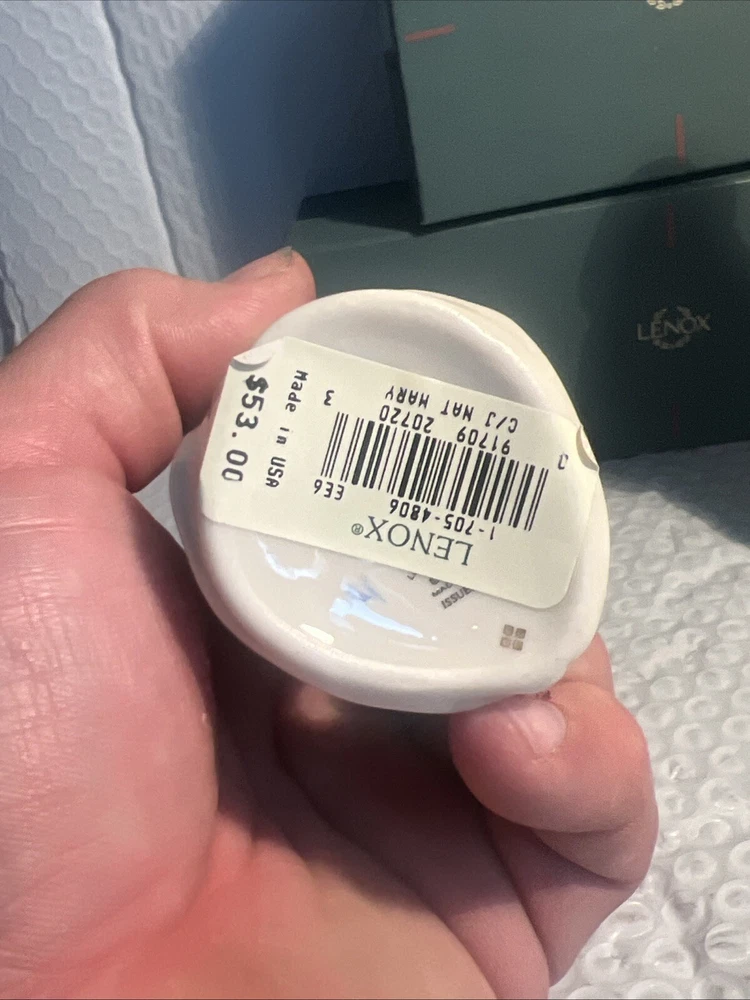 LENOX®
1-705-4806
EE6
3
91709 20720
C/J NAT MARY
Made in USA
$53.00
LENOX